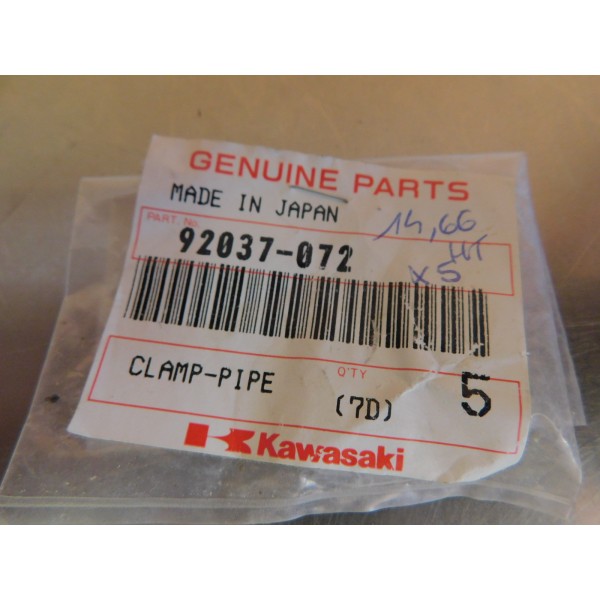 GENUINE PARTS
MADE IN JAPAN
PART. No.
92037-072
14,66
HT
x5
CLAMP-PIPE
Q'TY
(7D)
5
Kawasaki